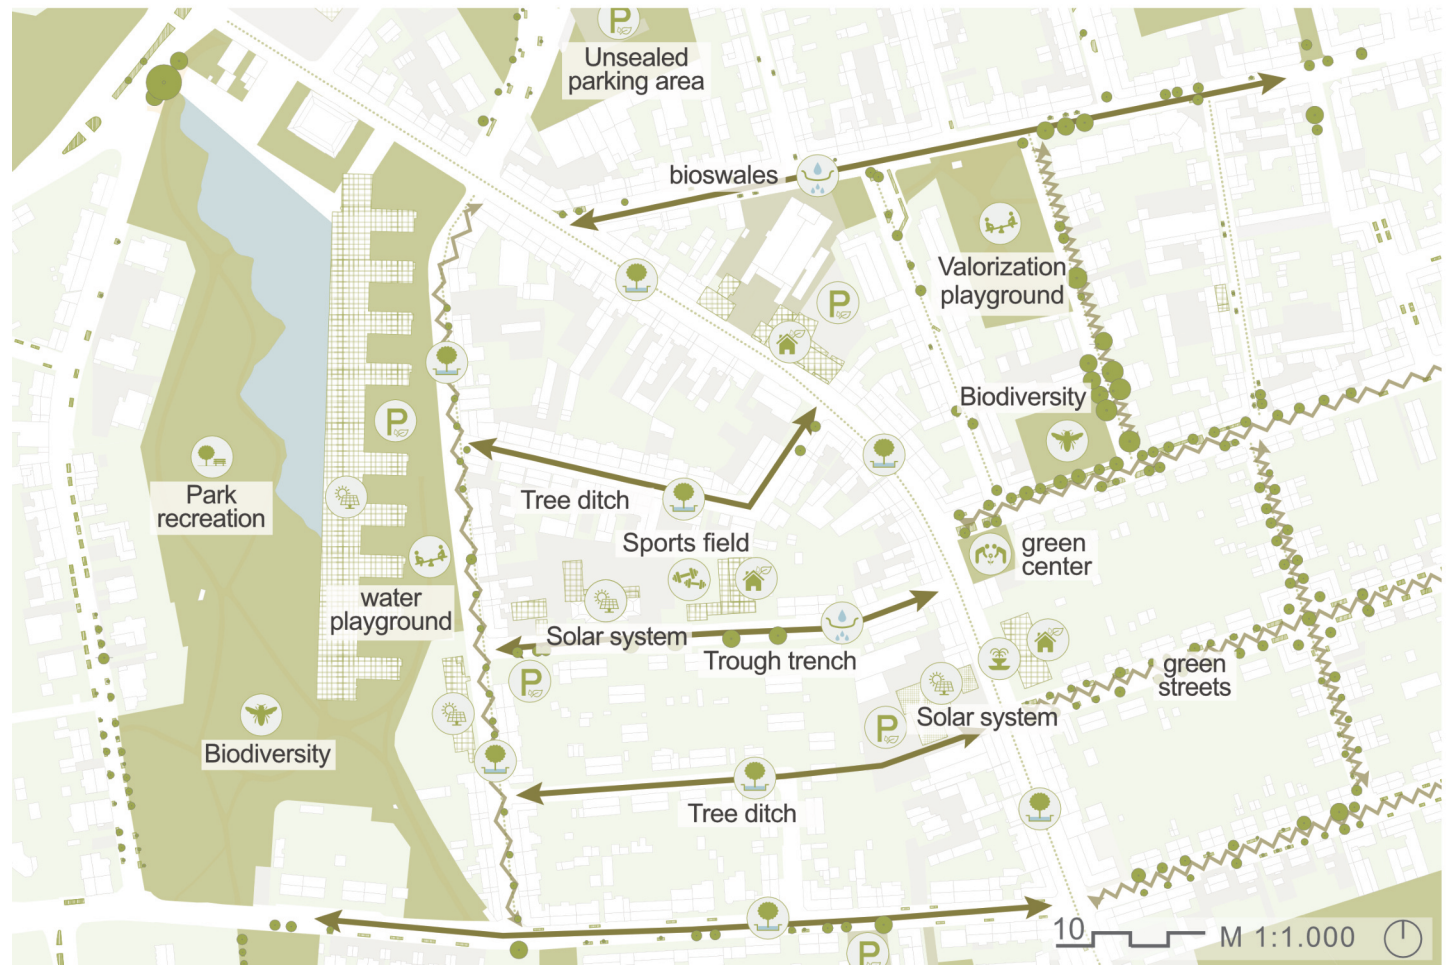 P
Unsealed
parking area
bioswales
Valorization
playground
P
Biodiversity
P
Park
recreation
Tree ditch
Sports field
green
center
water
playground
Solar system
Trough trench
P
green
streets
Solar system
P
Biodiversity
Tree ditch
P
10
M 1:1.000